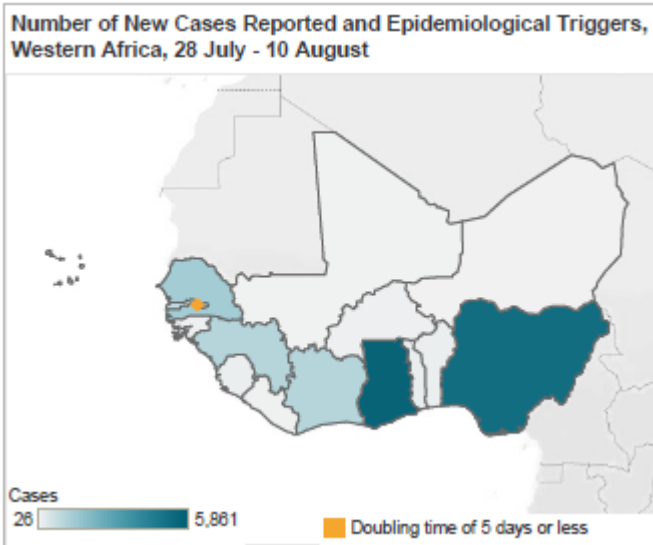 Number of New Cases Reported and Epidemiological Triggers,
Western Africa, 28 July - 10 August
Cases
26 5,861
Doubling time of 5 days or less